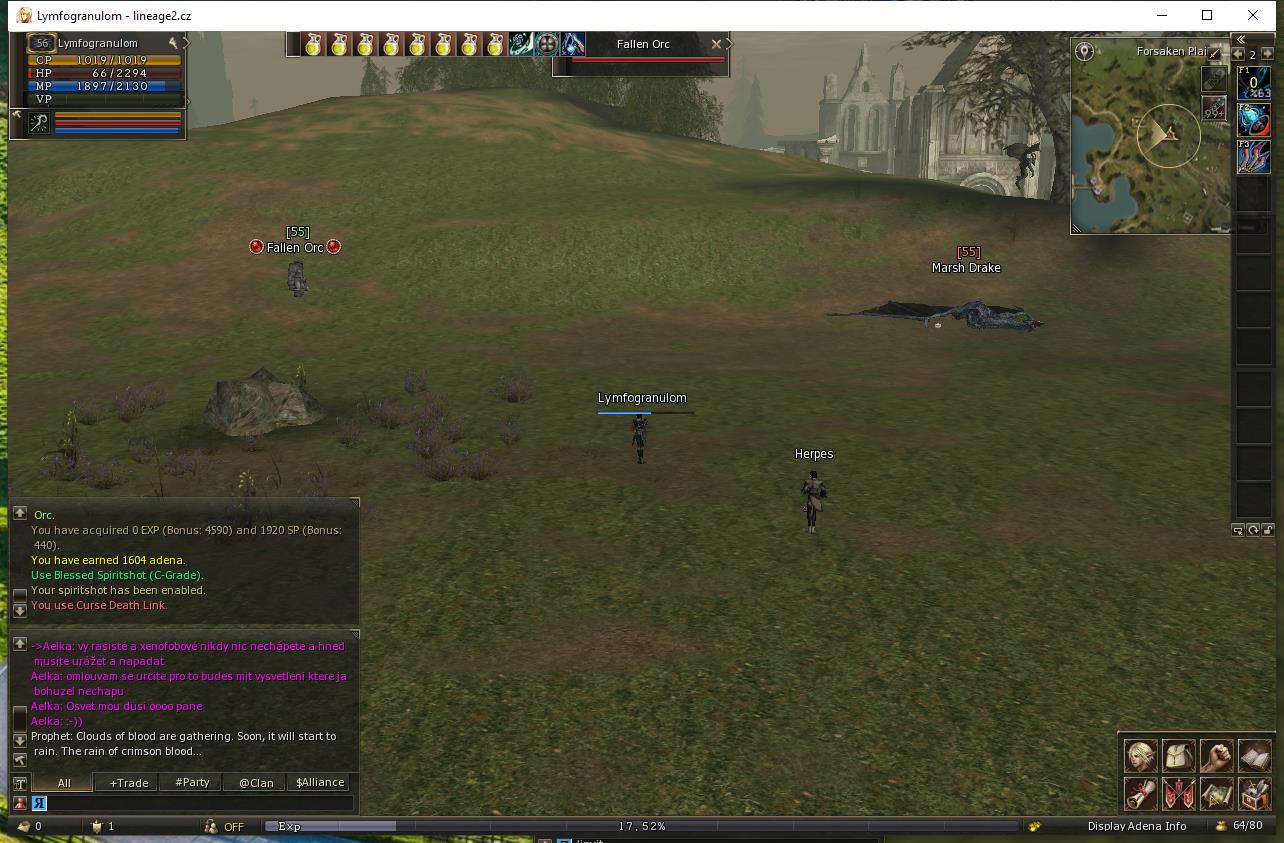 Lymfogranulom - lineage2.cz
56 Lymfogranulom
CP 1019/1019
HP 66/2294
MP 1897/2130
VP
Fallen Orc
Forsaken Plai
2
F1
0
%63
F2
F3
99+
[55]
Fallen Orc
[55]
Marsh Drake
Lymfogranulom
Herpes
Orc.
You have acquired 0 EXP (Bonus: 4590) and 1920 SP (Bonus:
440).
You have earned 1604 adena.
Use Blessed Spiritshot (C-Grade).
Your spiritshot has been enabled.
You use Curse Death Link.
->Aelka: vy rasisté a xenofobové nikdy nic nechápete a hned
musíte urážet a napadat
Aelka: omlouvam se urcite pro to budes mit vysvetleni ktere ja
bohuzel nechapu
Aelka: Osvet mou dusi oooo pane
Aelka: :-))
Prophet: Clouds of blood are gathering. Soon, it will start to
rain. The rain of crimson blood...
All +Trade #Party @Clan $Alliance
Я
0 1 OFF Exp 17,52% Display Adena Info 64/80